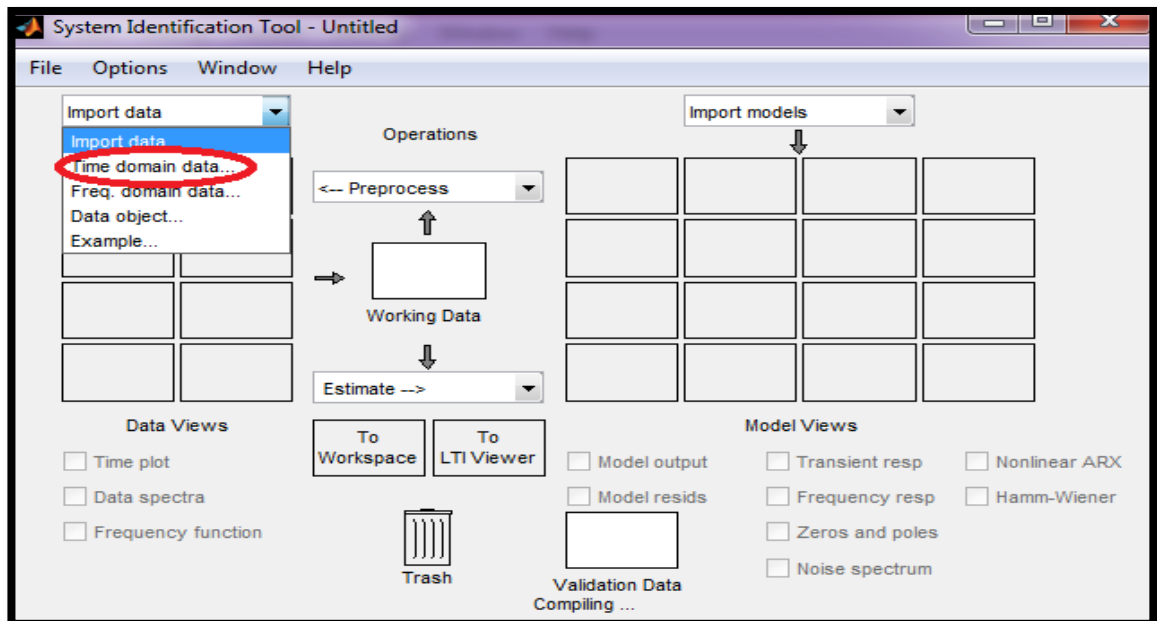 System Identification Tool - Untitled
File Options Window Help
Import data
Import data
Time domain data...
Freq. domain data...
Data object...
Example...
Operations
<-- Preprocess
Working Data
Estimate -->
To Workspace
To LTI Viewer
Import models
Data Views
Time plot
Data spectra
Frequency function
Trash
Model Views
Model output
Model resids
Transient resp
Frequency resp
Zeros and poles
Noise spectrum
Nonlinear ARX
Hamm-Wiener
Validation Data
Compiling ...